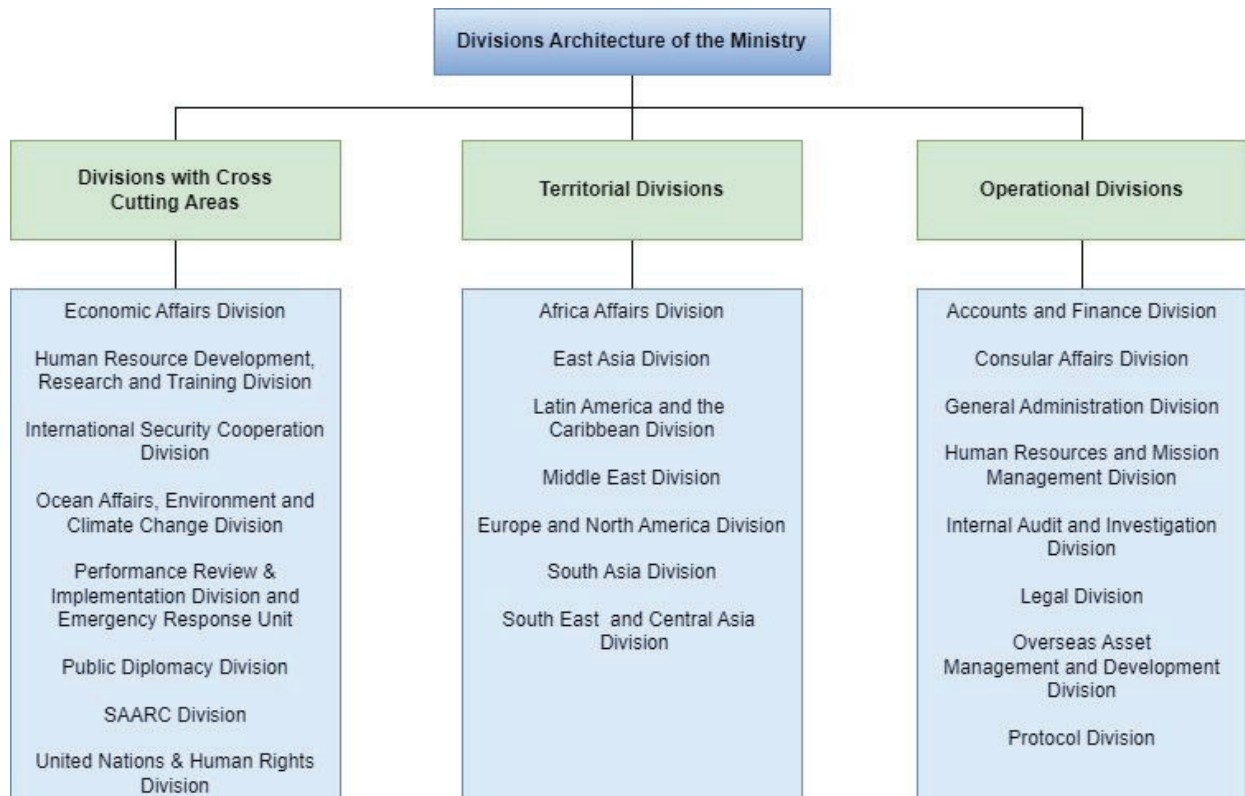 Divisions Architecture of the Ministry
Divisions with Cross
Cutting Areas
Economic Affairs Division
Human Resource Development,
Research and Training Division
International Security Cooperation
Division
Ocean Affairs, Environment and
Climate Change Division
Performance Review &
Implementation Division and
Emergency Response Unit
Public Diplomacy Division
SAARC Division
United Nations & Human Rights
Division
Territorial Divisions
Africa Affairs Division
East Asia Division
Latin America and the
Caribbean Division
Middle East Division
Europe and North America Division
South Asia Division
South East and Central Asia
Division
Operational Divisions
Accounts and Finance Division
Consular Affairs Division
General Administration Division
Human Resources and Mission
Management Division
Internal Audit and Investigation
Division
Legal Division
Overseas Asset
Management and Development
Division
Protocol Division